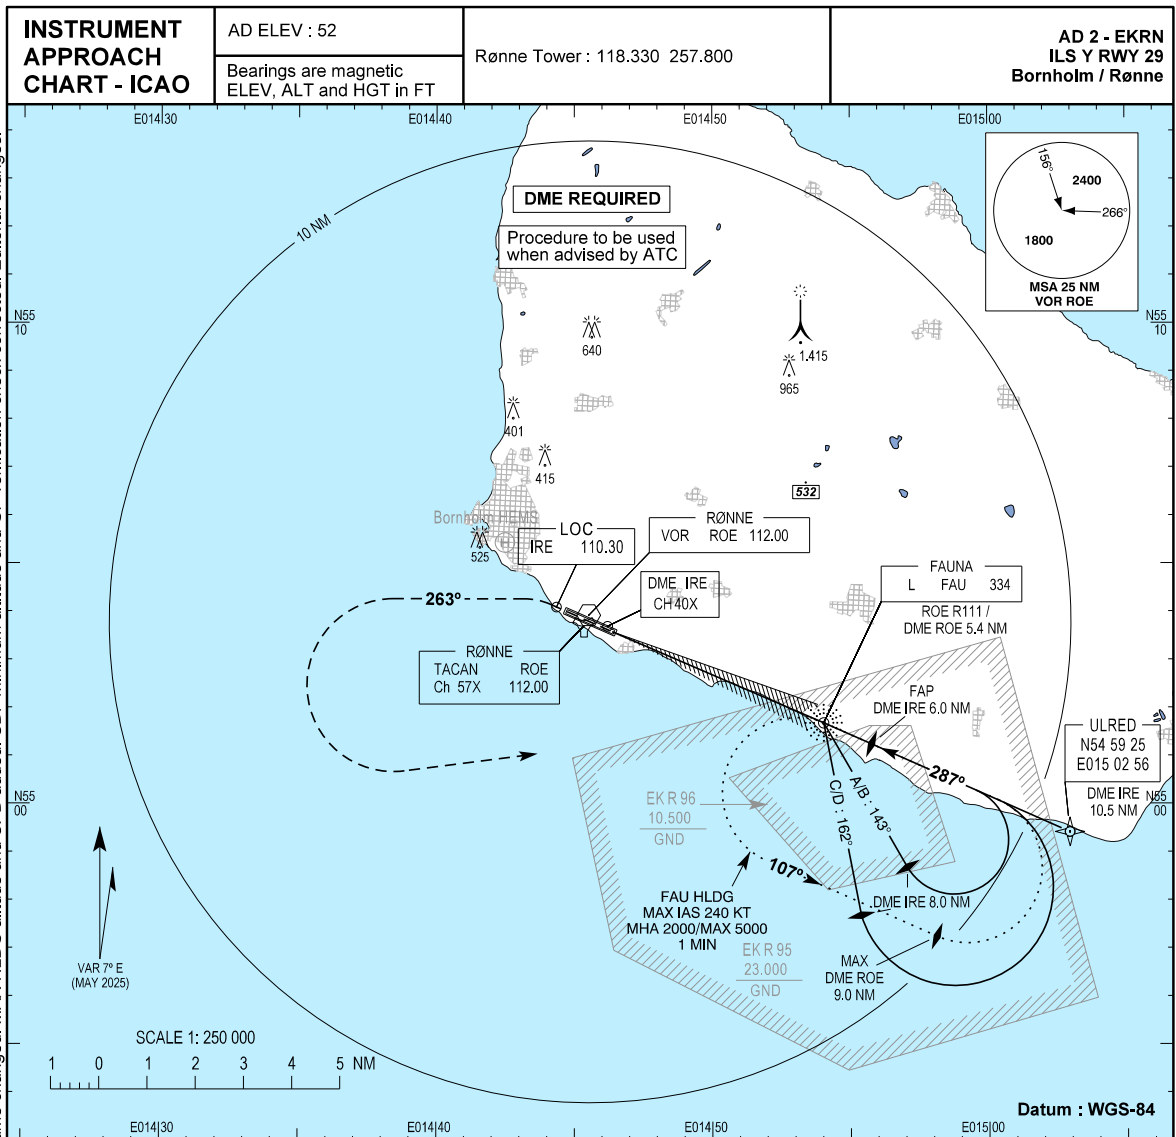 INSTRUMENT
APPROACH
CHART - ICAO
AD ELEV : 52
Bearings are magnetic
ELEV, ALT and HGT in FT
Rønne Tower : 118.330 257.800
AD 2 - EKRN
ILS Y RWY 29
Bornholm / Rønne
E014 30
E014 40
E014 50
E015 00
156°
2400
266°
1800
MSA 25 NM
VOR ROE
10 NM
DME REQUIRED
Procedure to be used
when advised by ATC
N55
10
N55
10
640
1.415
965
401
415
532
Bornholm HEMS
525
LOC
IRE 110.30
RØNNE
VOR ROE 112.00
DME IRE
CH 40X
FAUNA
L FAU 334
ROE R111 /
DME ROE 5.4 NM
263°
RØNNE
TACAN ROE
Ch 57X 112.00
FAP
DME IRE 6.0 NM
ULRED
N54 59 25
E015 02 56
DME IRE
10.5 NM
287°
N55
00
N55
00
EK R 96
10.500
GND
C/D : 162°
A/B : 143°
107°
DME IRE 8.0 NM
FAU HLDG
MAX IAS 240 KT
MHA 2000/MAX 5000
1 MIN
EK R 95
23.000
GND
MAX
DME ROE
9.0 NM
VAR 7° E
(MAY 2025)
SCALE 1: 250 000
1 0 1 2 3 4 5 NM
Datum : WGS-84
E014 30
E014 40
E014 50
E015 00